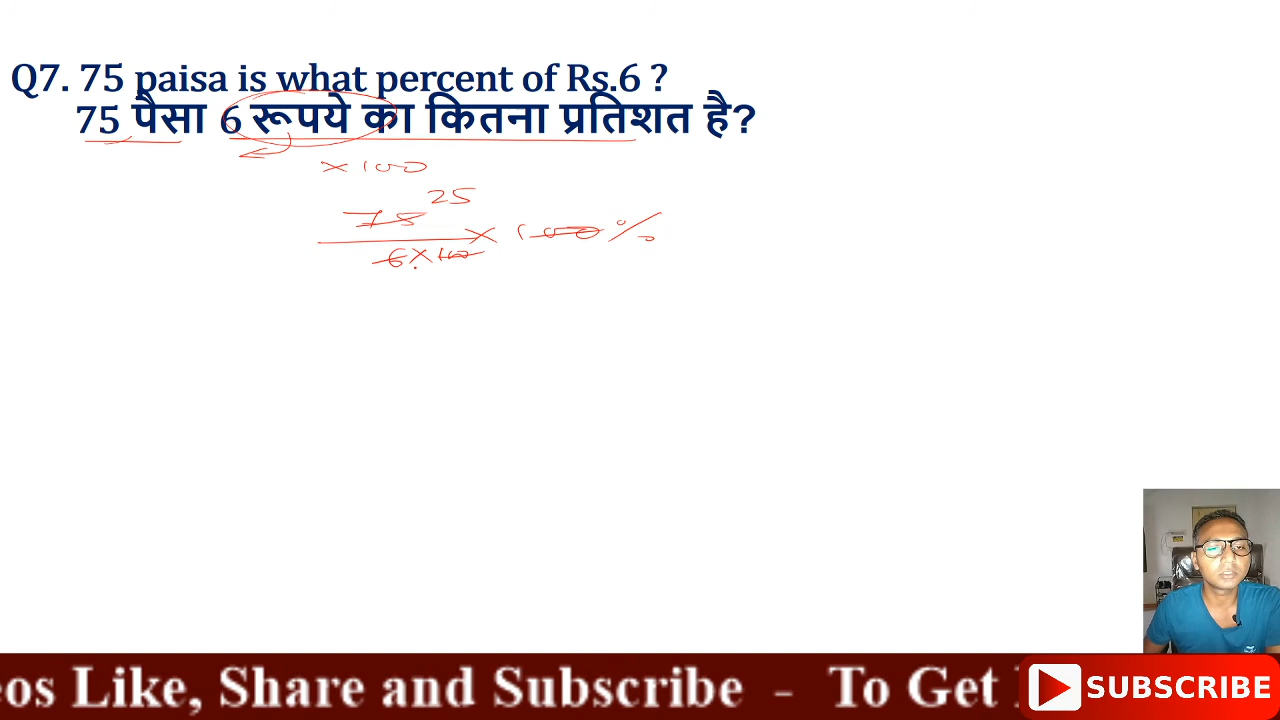 Q7. 75 paisa is what percent of Rs.6 ?
75 पैसा 6 रूपये का कितना प्रतिशत है?
×100
25
75
× 100 %
6×100
eos Like, Share and Subscribe - To Get
SUBSCRIBE